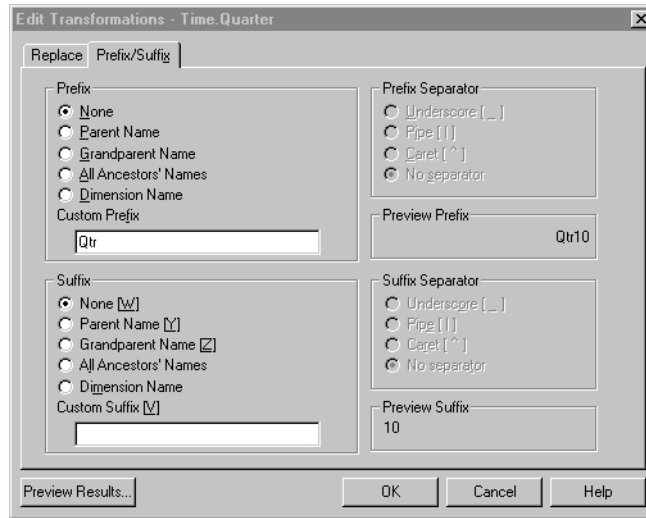 Edit Transformations - Time.Quarter
Replace
Prefix/Suffix
Prefix
None
Parent Name
Grandparent Name
All Ancestors' Names
Dimension Name
Custom Prefix
Qtr
Prefix Separator
Underscore [ _ ]
Pipe [ | ]
Caret [ ^ ]
No separator
Preview Prefix
Qtr10
Suffix
None [W]
Parent Name [Y]
Grandparent Name [Z]
All Ancestors' Names
Dimension Name
Custom Suffix [V]
Suffix Separator
Underscore [ _ ]
Pipe [ | ]
Caret [ ^ ]
No separator
Preview Suffix
10
Preview Results...
OK
Cancel
Help